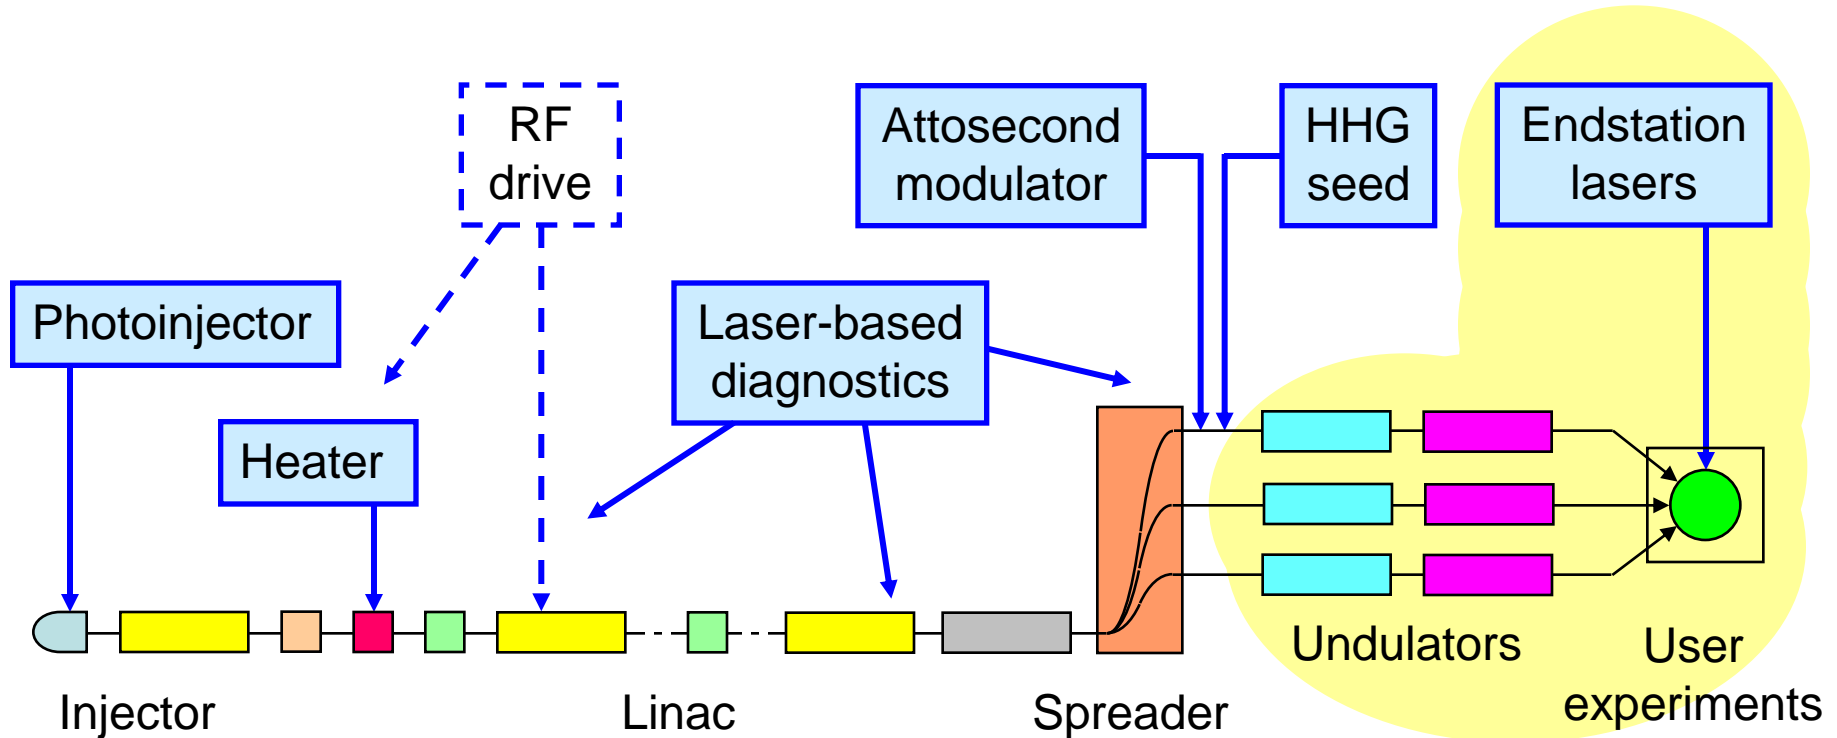 RF
drive
Attosecond
modulator
HHG
seed
Endstation
lasers
Photoinjector
Laser-based
diagnostics
Heater
Undulators
User
experiments
Injector
Linac
Spreader